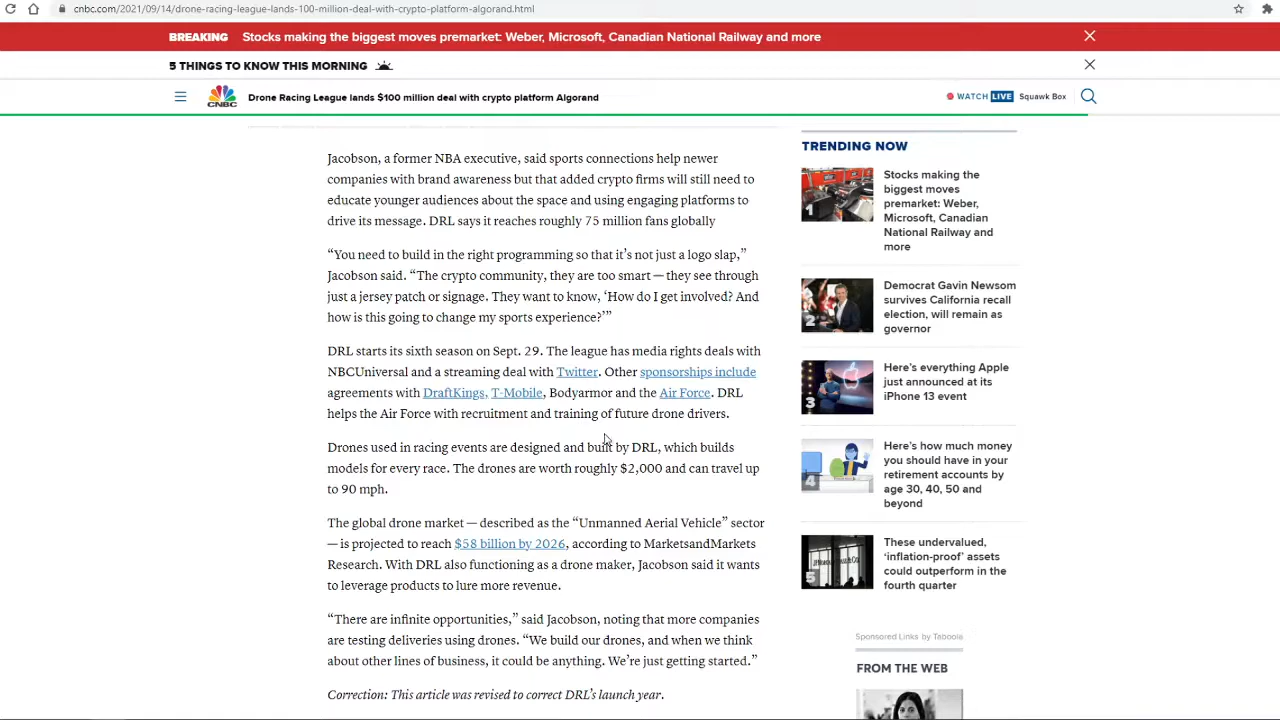 cnbc.com/2021/09/14/drone-racing-league-lands-100-million-deal-with-crypto-platform-algorand.html
BREAKING Stocks making the biggest moves premarket: Weber, Microsoft, Canadian National Railway and more
5 THINGS TO KNOW THIS MORNING
CNBC Drone Racing League lands $100 million deal with crypto platform Algorand
WATCH LIVE Squawk Box
Jacobson, a former NBA executive, said sports connections help newer
companies with brand awareness but that added crypto firms will still need to
educate younger audiences about the space and using engaging platforms to
drive its message. DRL says it reaches roughly 75 million fans globally
“You need to build in the right programming so that it’s not just a logo slap,”
Jacobson said. “The crypto community, they are too smart — they see through
just a jersey patch or signage. They want to know, ‘How do I get involved? And
how is this going to change my sports experience?’”
DRL starts its sixth season on Sept. 29. The league has media rights deals with
NBCUniversal and a streaming deal with Twitter. Other sponsorships include
agreements with DraftKings, T-Mobile, Bodyarmor and the Air Force. DRL
helps the Air Force with recruitment and training of future drone drivers.
Drones used in racing events are designed and built by DRL, which builds
models for every race. The drones are worth roughly $2,000 and can travel up
to 90 mph.
The global drone market — described as the “Unmanned Aerial Vehicle” sector
— is projected to reach $58 billion by 2026, according to MarketsandMarkets
Research. With DRL also functioning as a drone maker, Jacobson said it wants
to leverage products to lure more revenue.
“There are infinite opportunities,” said Jacobson, noting that more companies
are testing deliveries using drones. “We build our drones, and when we think
about other lines of business, it could be anything. We’re just getting started.”
Correction: This article was revised to correct DRL’s launch year.
TRENDING NOW
1
Stocks making the
biggest moves
premarket: Weber,
Microsoft, Canadian
National Railway and
more
2
Democrat Gavin Newsom
survives California recall
election, will remain as
governor
3
Here’s everything Apple
just announced at its
iPhone 13 event
4
Here’s how much money
you should have in your
retirement accounts by
age 30, 40, 50 and
beyond
5
These undervalued,
‘inflation-proof’ assets
could outperform in the
fourth quarter
Sponsored Links by Taboola
FROM THE WEB